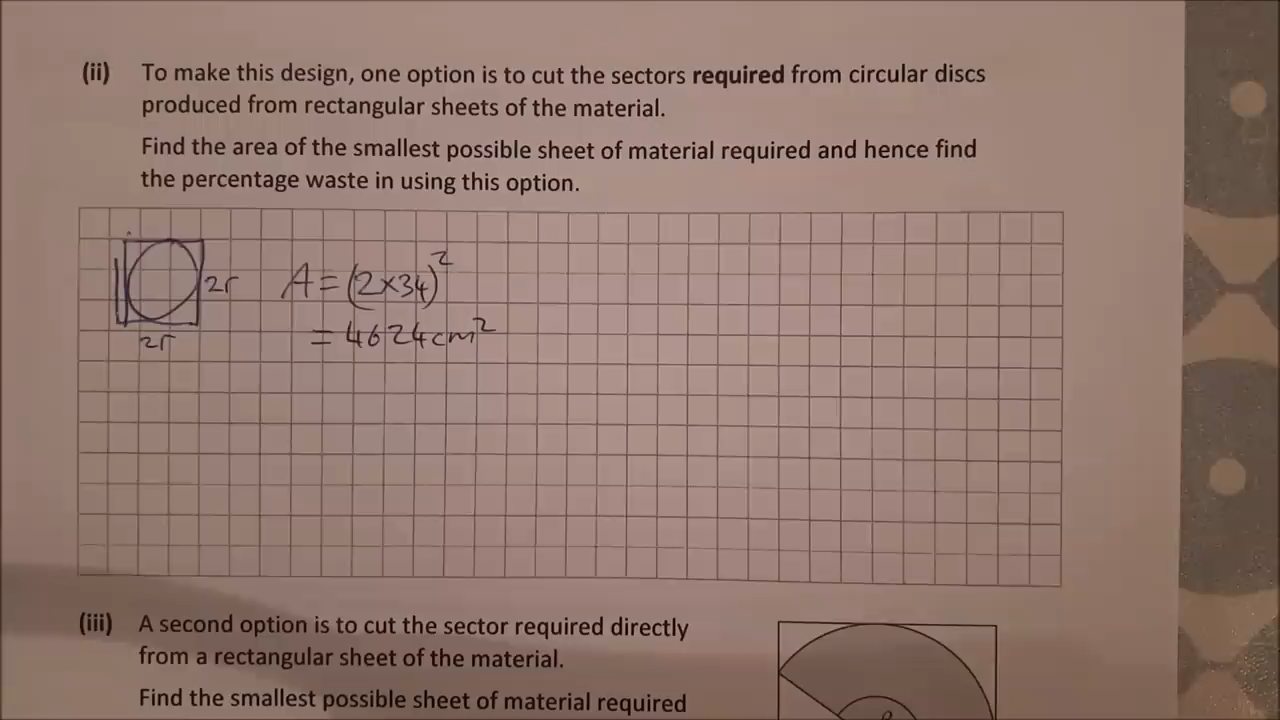 (ii) To make this design, one option is to cut the sectors required from circular discs
produced from rectangular sheets of the material.
Find the area of the smallest possible sheet of material required and hence find
the percentage waste in using this option.
2r
A = (2×34)²
= 4624cm²
2r
(iii) A second option is to cut the sector required directly
from a rectangular sheet of the material.
Find the smallest possible sheet of material required